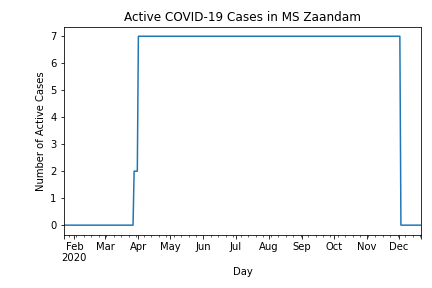 Active COVID-19 Cases in MS Zaandam
Number of Active Cases
7
6
5
4
3
2
1
0
Feb Mar Apr May Jun Jul Aug Sep Oct Nov Dec
2020
Day